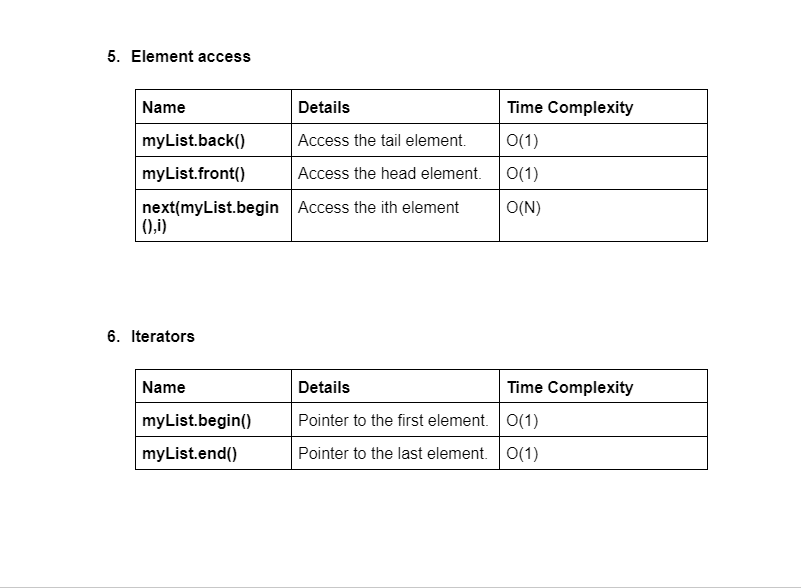 5. Element access
Name Details Time Complexity
myList.back() Access the tail element. O(1)
myList.front() Access the head element. O(1)
next(myList.begin Access the ith element O(N)
(),i)
6. Iterators
Name Details Time Complexity
myList.begin() Pointer to the first element. O(1)
myList.end() Pointer to the last element. O(1)